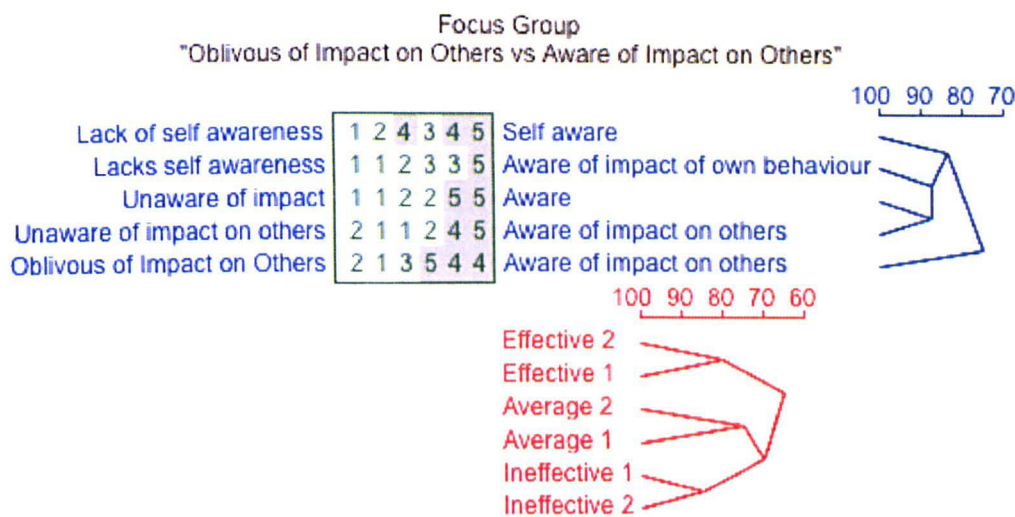 Focus Group
"Oblivous of Impact on Others vs Aware of Impact on Others"
100 90 80 70
Lack of self awareness 1 2 4 3 4 5 Self aware
Lacks self awareness 1 1 2 3 3 5 Aware of impact of own behaviour
Unaware of impact 1 1 2 2 5 5 Aware
Unaware of impact on others 2 1 1 2 4 5 Aware of impact on others
Oblivous of Impact on Others 2 1 3 5 4 4 Aware of impact on others
100 90 80 70 60
Effective 2
Effective 1
Average 2
Average 1
Ineffective 1
Ineffective 2